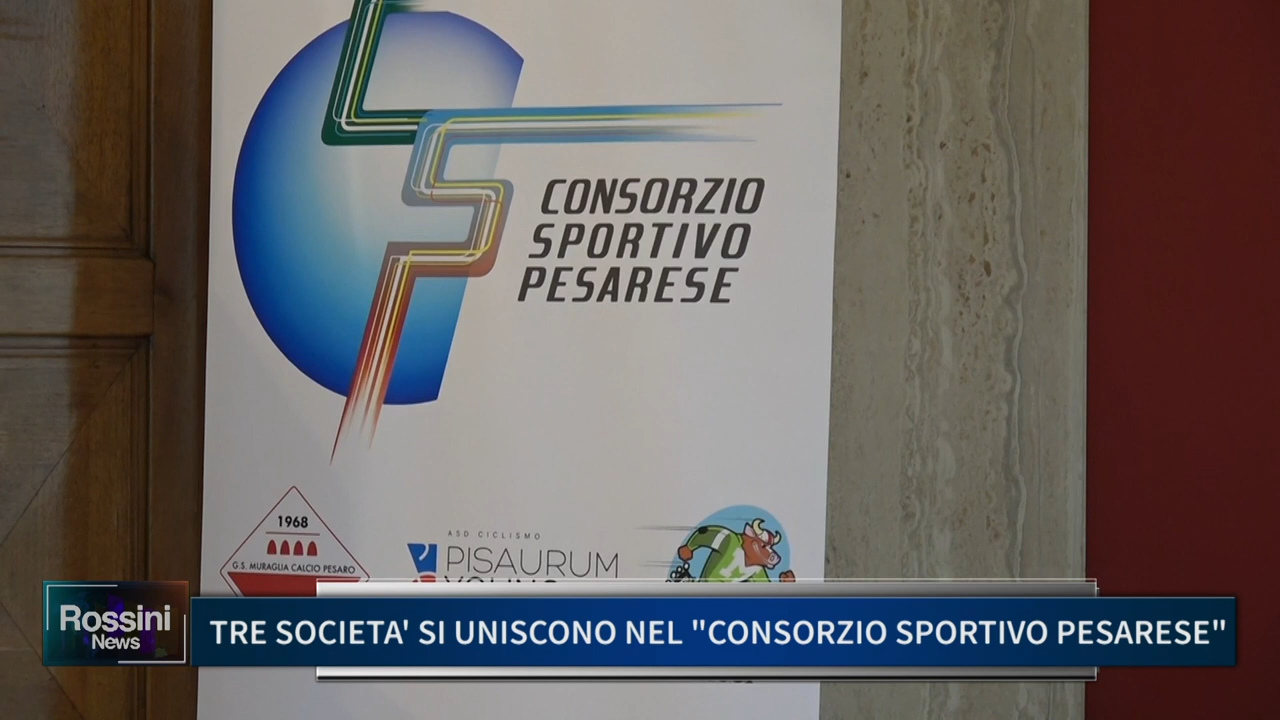 CONSORZIO
SPORTIVO
PESARESE
1968
G.S. MURAGLIA CALCIO PESARO
ASD CICLISMO
PISAURUM
YOUNG
Rossini
News
TRE SOCIETA' SI UNISCONO NEL "CONSORZIO SPORTIVO PESARESE"